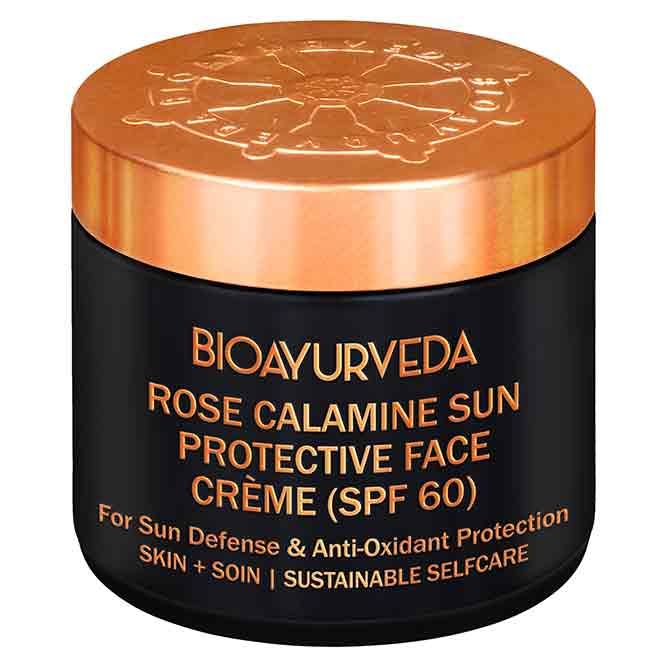 BIOAYURVEDA
BIOAYURVEDA
ROSE CALAMINE SUN
PROTECTIVE FACE
CRÈME (SPF 60)
For Sun Defense & Anti-Oxidant Protection
SKIN + SOIN | SUSTAINABLE SELFCARE